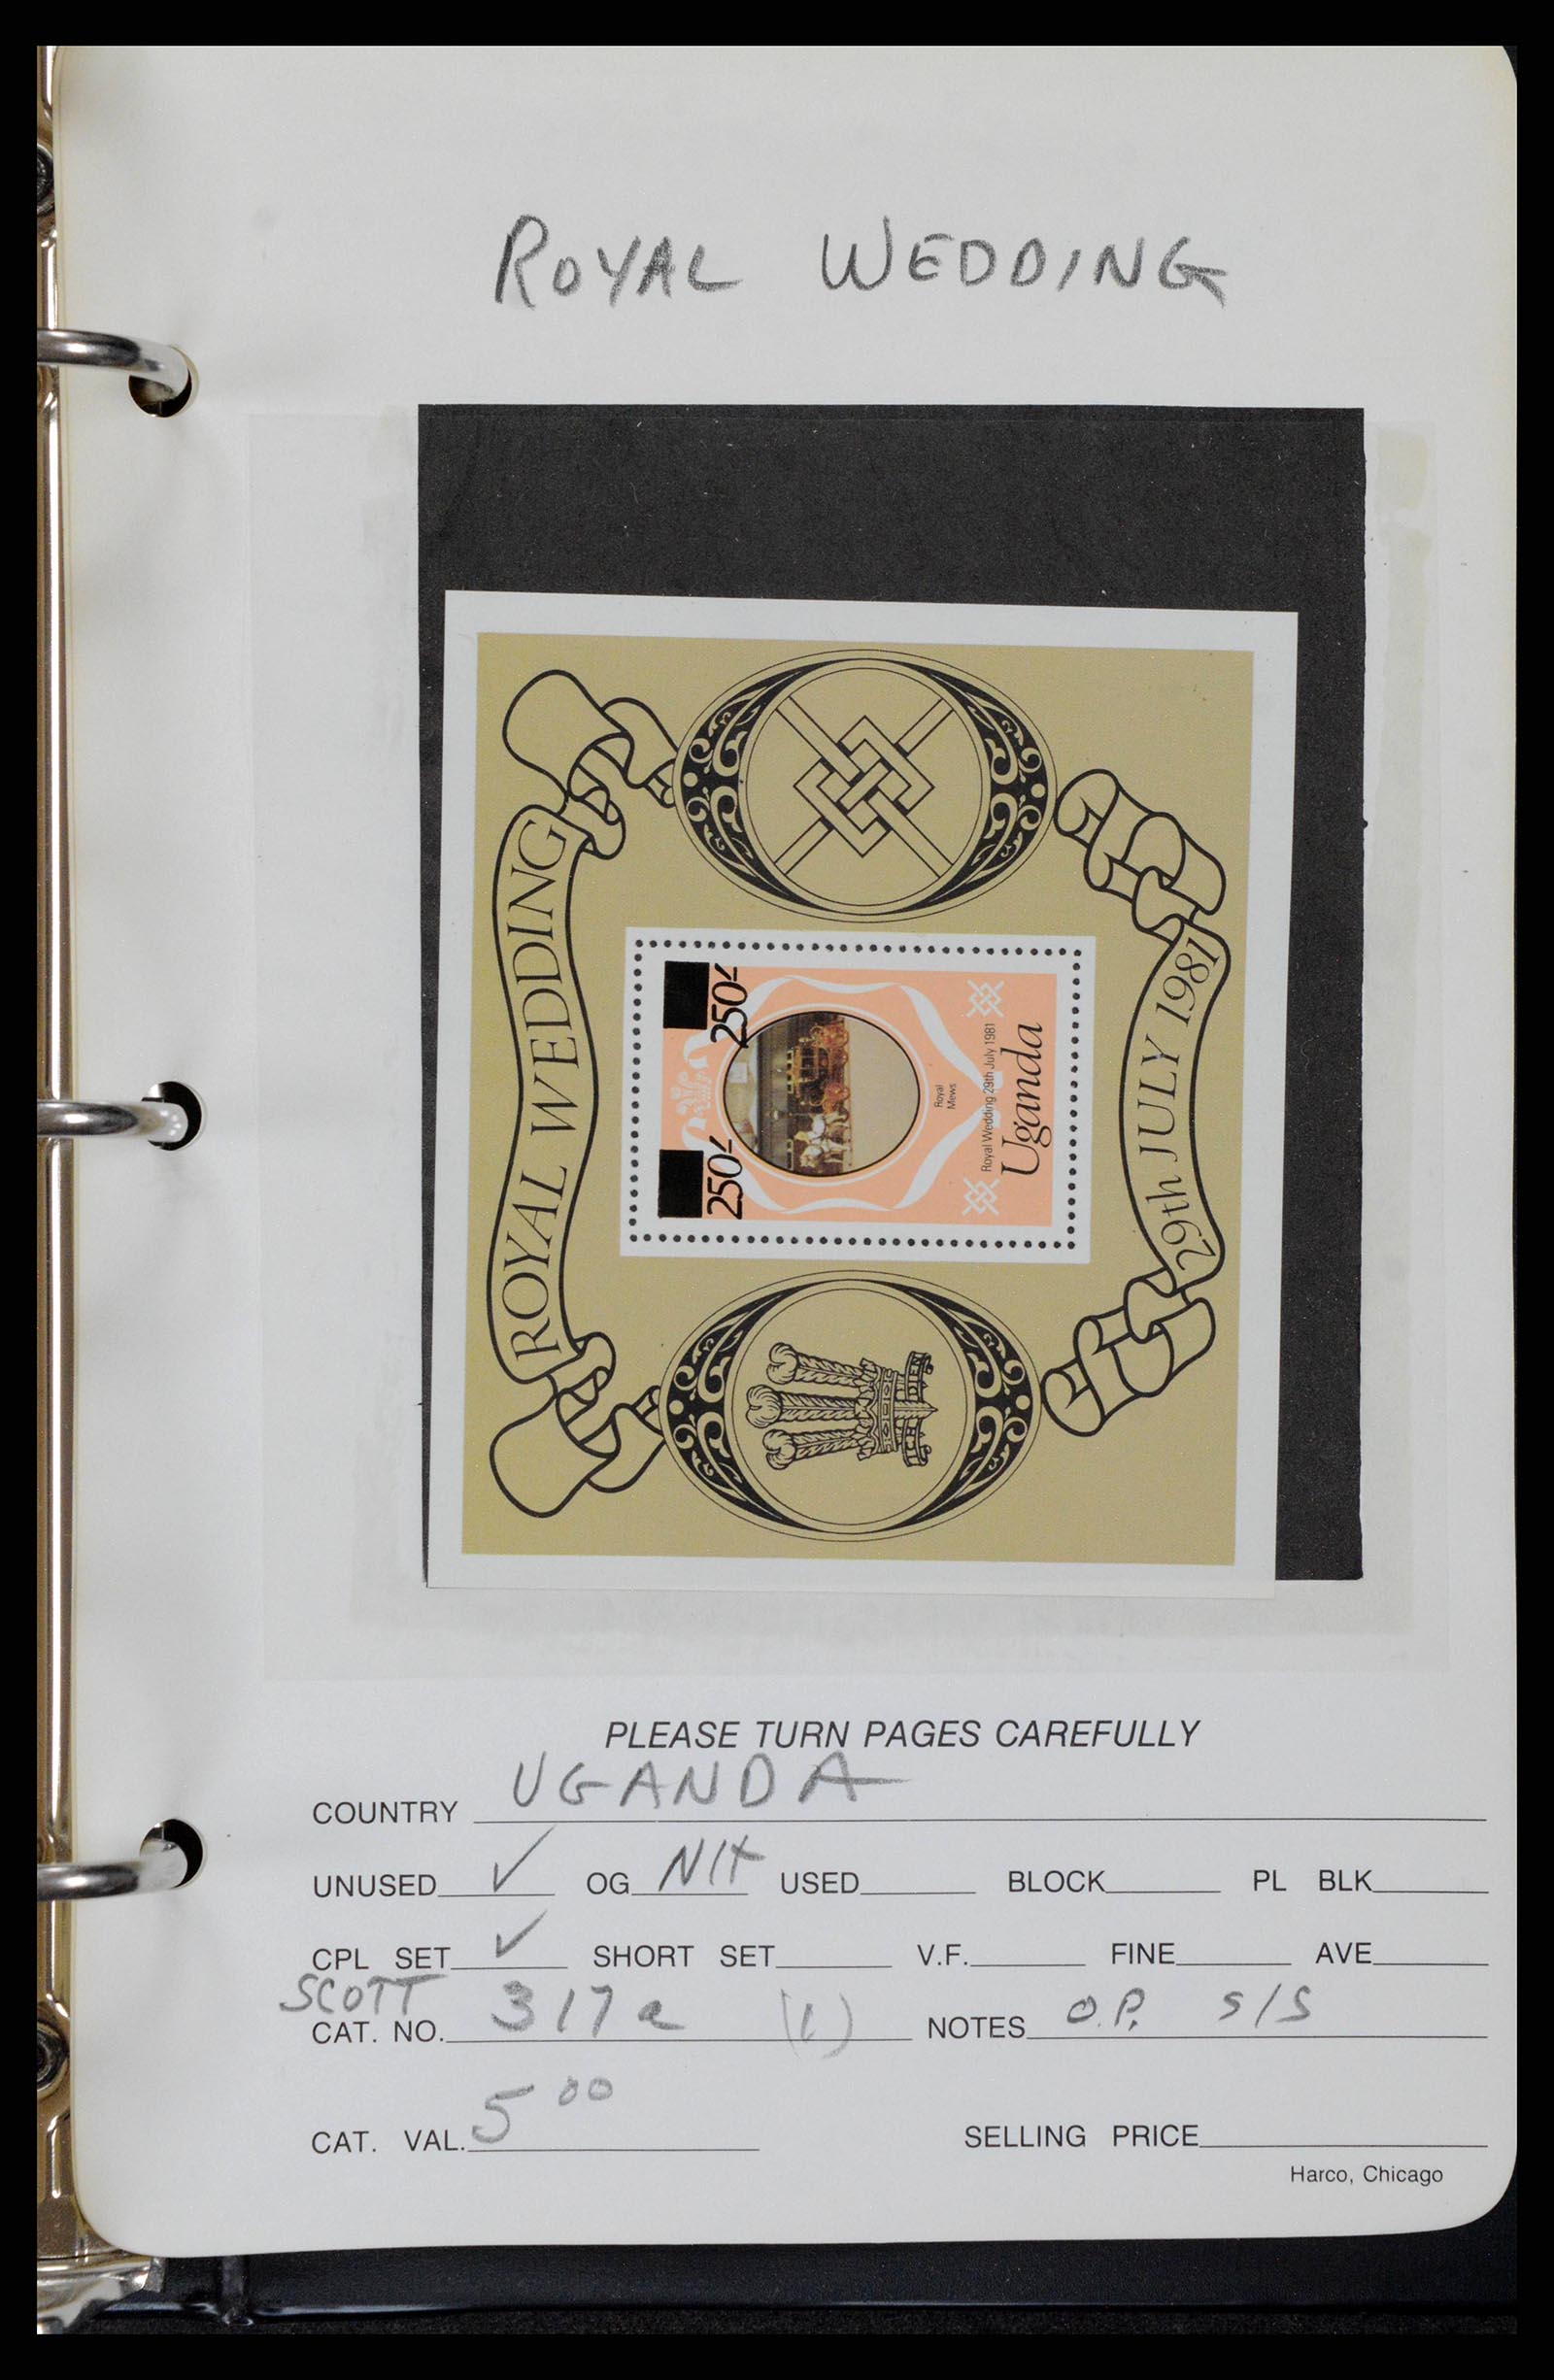 ROYAL WEDDING
ROYAL WEDDING
250/-
250/-
Royal
Mews
Royal Wedding 29th July 1981
Uganda
29th JULY 1981
PLEASE TURN PAGES CAREFULLY
COUNTRY UGANDA
UNUSED ✓ OG NH USED BLOCK PL BLK
CPL SET ✓ SHORT SET V.F. FINE AVE
SCOTT
CAT. NO. 317a (1) NOTES O.P. S/S
CAT. VAL. 5 00 SELLING PRICE
Harco, Chicago